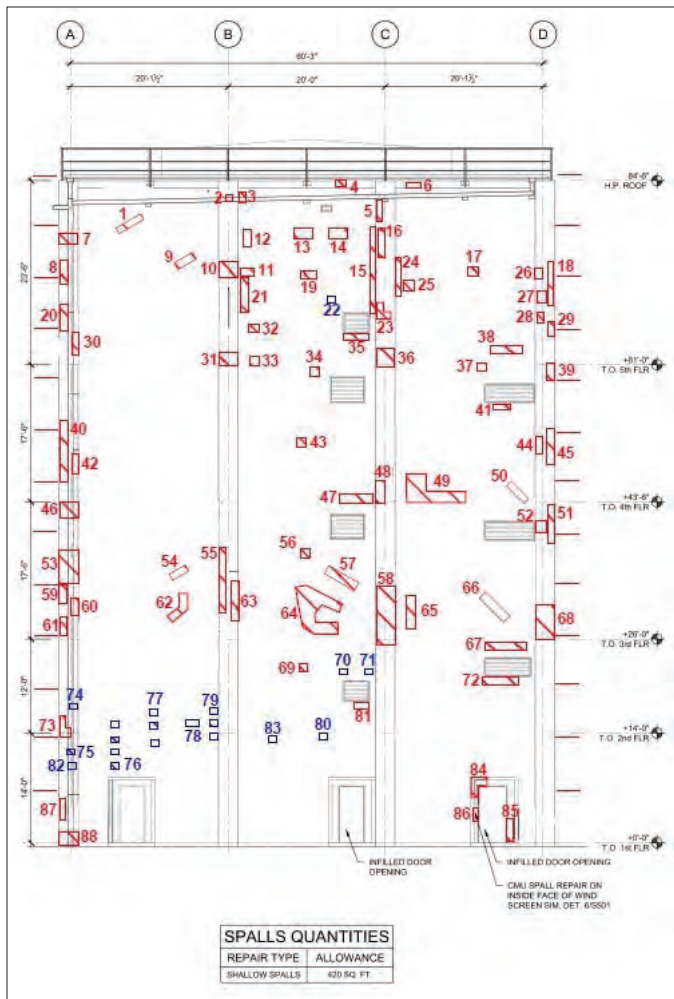 A B C D
60'-3"
20'-1½" 20'-0" 20'-1½"
84'-6"
H.P. ROOF
1 2 3 4 5 6
7 8 9 10 11 12 13 14 15 16 17 18
19 20 21 22 23 24 25 26 27 28 29
23'-6"
30 31 32 33 34 35 36 37 38 39
+61'-0"
T.O. 5th FLR
40 41 42 43 44 45
17'-6"
46 47 48 49 50 51 52
+43'-6"
T.O. 4th FLR
53 54 55 56 57 58
17'-6"
59 60 61 62 63 64 65 66 67 68
+26'-0"
T.O. 3rd FLR
69 70 71 72
12'-0"
73 74 75 76 77 78 79 80 81 82 83
+14'-0"
T.O. 2nd FLR
84 85 86 87 88
14'-0"
+0'-0"
T.O. 1st FLR
INFILLED DOOR
OPENING
INFILLED DOOR OPENING
CMU SPALL REPAIR ON
INSIDE FACE OF WIND
SCREEN SIM. DET. 6/S501
SPALLS QUANTITIES
REPAIR TYPE ALLOWANCE
SHALLOW SPALLS 420 SQ. FT.